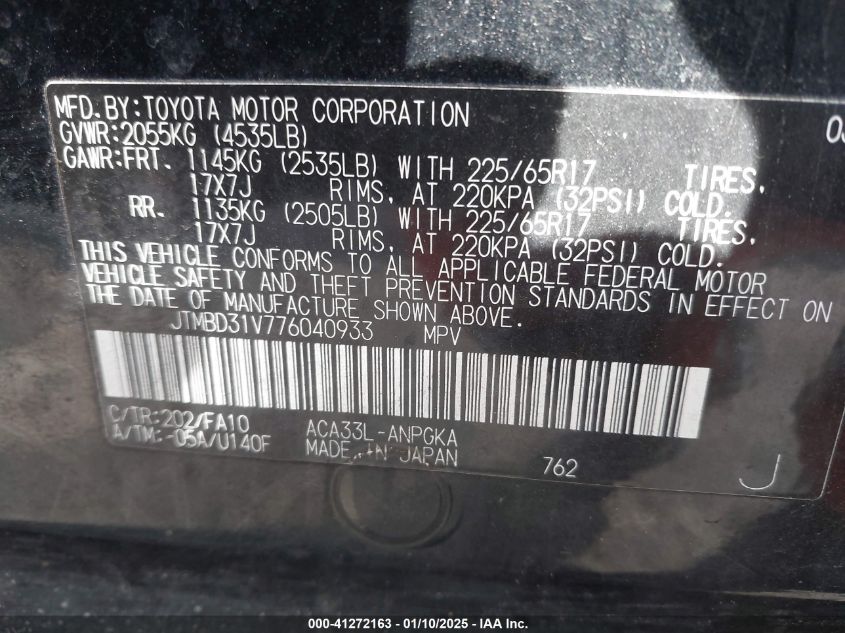 MFD.BY:TOYOTA MOTOR CORPORATION
GVWR:2055KG (4535LB)
GAWR:FRT. 1145KG (2535LB) WITH 225/65R17 TIRES,
17X7J RIMS, AT 220KPA (32PSI) COLD.
RR. 1135KG (2505LB) WITH 225/65R17 TIRES,
17X7J RIMS, AT 220KPA (32PSI) COLD.
THIS VEHICLE CONFORMS TO ALL APPLICABLE FEDERAL MOTOR
VEHICLE SAFETY AND THEFT PREVENTION STANDARDS IN EFFECT ON
THE DATE OF MANUFACTURE SHOWN ABOVE.
JTMBD31V776040933 MPV
C/TR:202/FA10 ACA33L-ANPGKA
A/TM:-05A/U140F MADE IN JAPAN 762 J
000-41272163 - 01/10/2025 - IAA Inc.